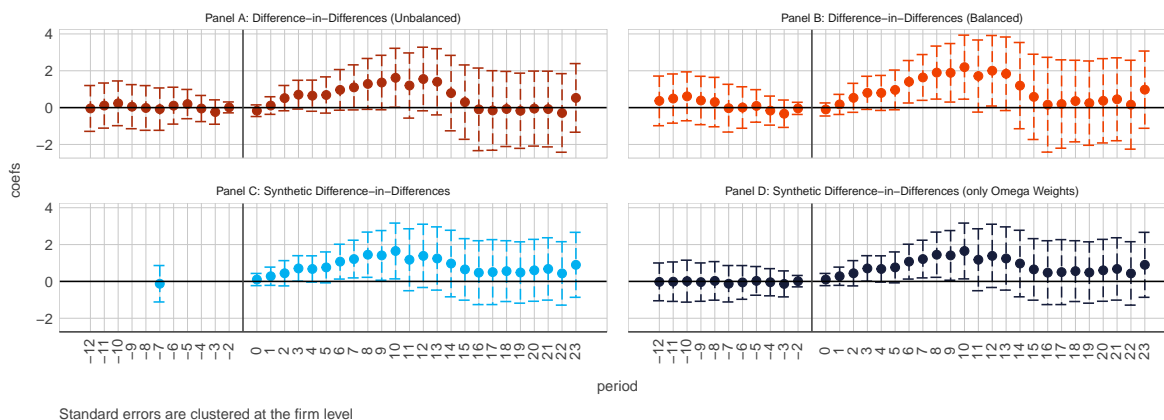 Panel A: Difference−in−Differences (Unbalanced)
Panel B: Difference−in−Differences (Balanced)
4
2
0
−2
Panel C: Synthetic Difference−in−Differences
Panel D: Synthetic Difference−in−Differences (only Omega Weights)
4
2
0
−2
coefs
−12 −11 −10 −9 −8 −7 −6 −5 −4 −3 −2 0 1 2 3 4 5 6 7 8 9 10 11 12 13 14 15 16 17 18 19 20 21 22 23
−12 −11 −10 −9 −8 −7 −6 −5 −4 −3 −2 0 1 2 3 4 5 6 7 8 9 10 11 12 13 14 15 16 17 18 19 20 21 22 23
period
Standard errors are clustered at the firm level